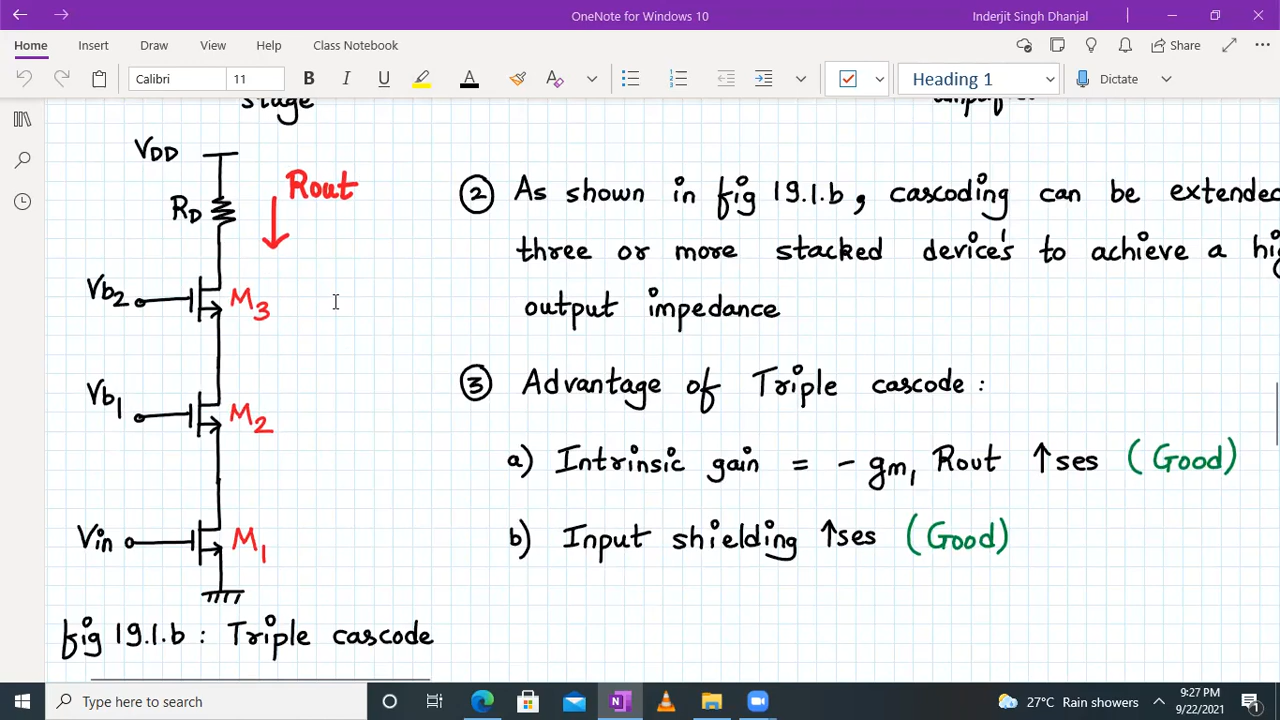 OneNote for Windows 10
Inderjit Singh Dhanjal
Home Insert Draw View Help Class Notebook
Share
Calibri 11 B I U A
Heading 1
Dictate
stage
VDD
Rout
RD
Vb2
M3
Vb1
M2
Vin
M1
fig 19.1.b : Triple cascode
② As shown in fig 19.1.b, cascoding can be extended
three or more stacked device's to achieve a hig
output impedance
③ Advantage of Triple cascode :
a) Intrinsic gain = - gm1 Rout ↑ses (Good)
b) Input shielding ↑ses (Good)
Type here to search
27°C Rain showers
9:27 PM
9/22/2021
1